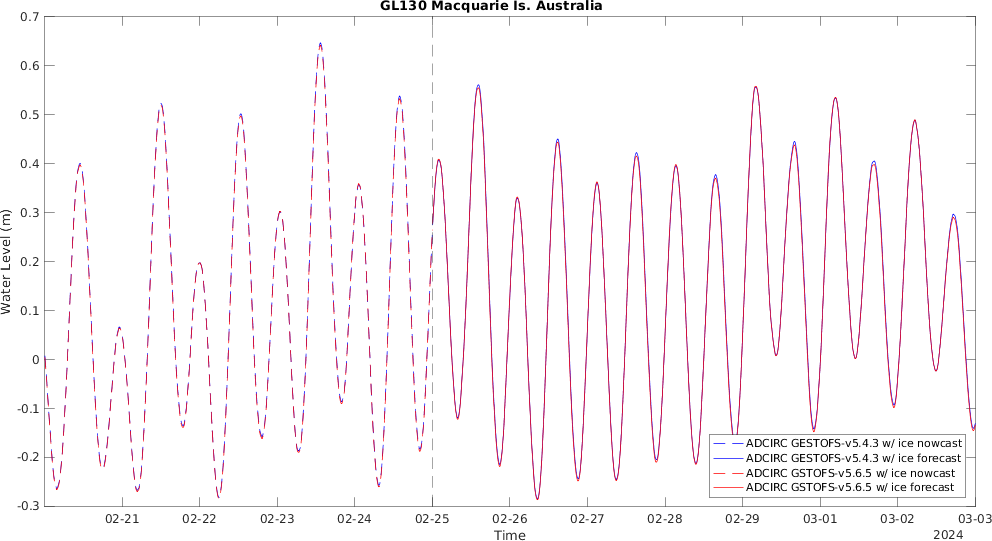 GL130 Macquarie Is. Australia
Water Level (m)
0.7
0.6
0.5
0.4
0.3
0.2
0.1
0
-0.1
-0.2
-0.3
ADCIRC GESTOFS-v5.4.3 w/ ice nowcast
ADCIRC GESTOFS-v5.4.3 w/ ice forecast
ADCIRC GSTOFS-v5.6.5 w/ ice nowcast
ADCIRC GSTOFS-v5.6.5 w/ ice forecast
02-21 02-22 02-23 02-24 02-25 02-26 02-27 02-28 02-29 03-01 03-02 03-03
Time 2024